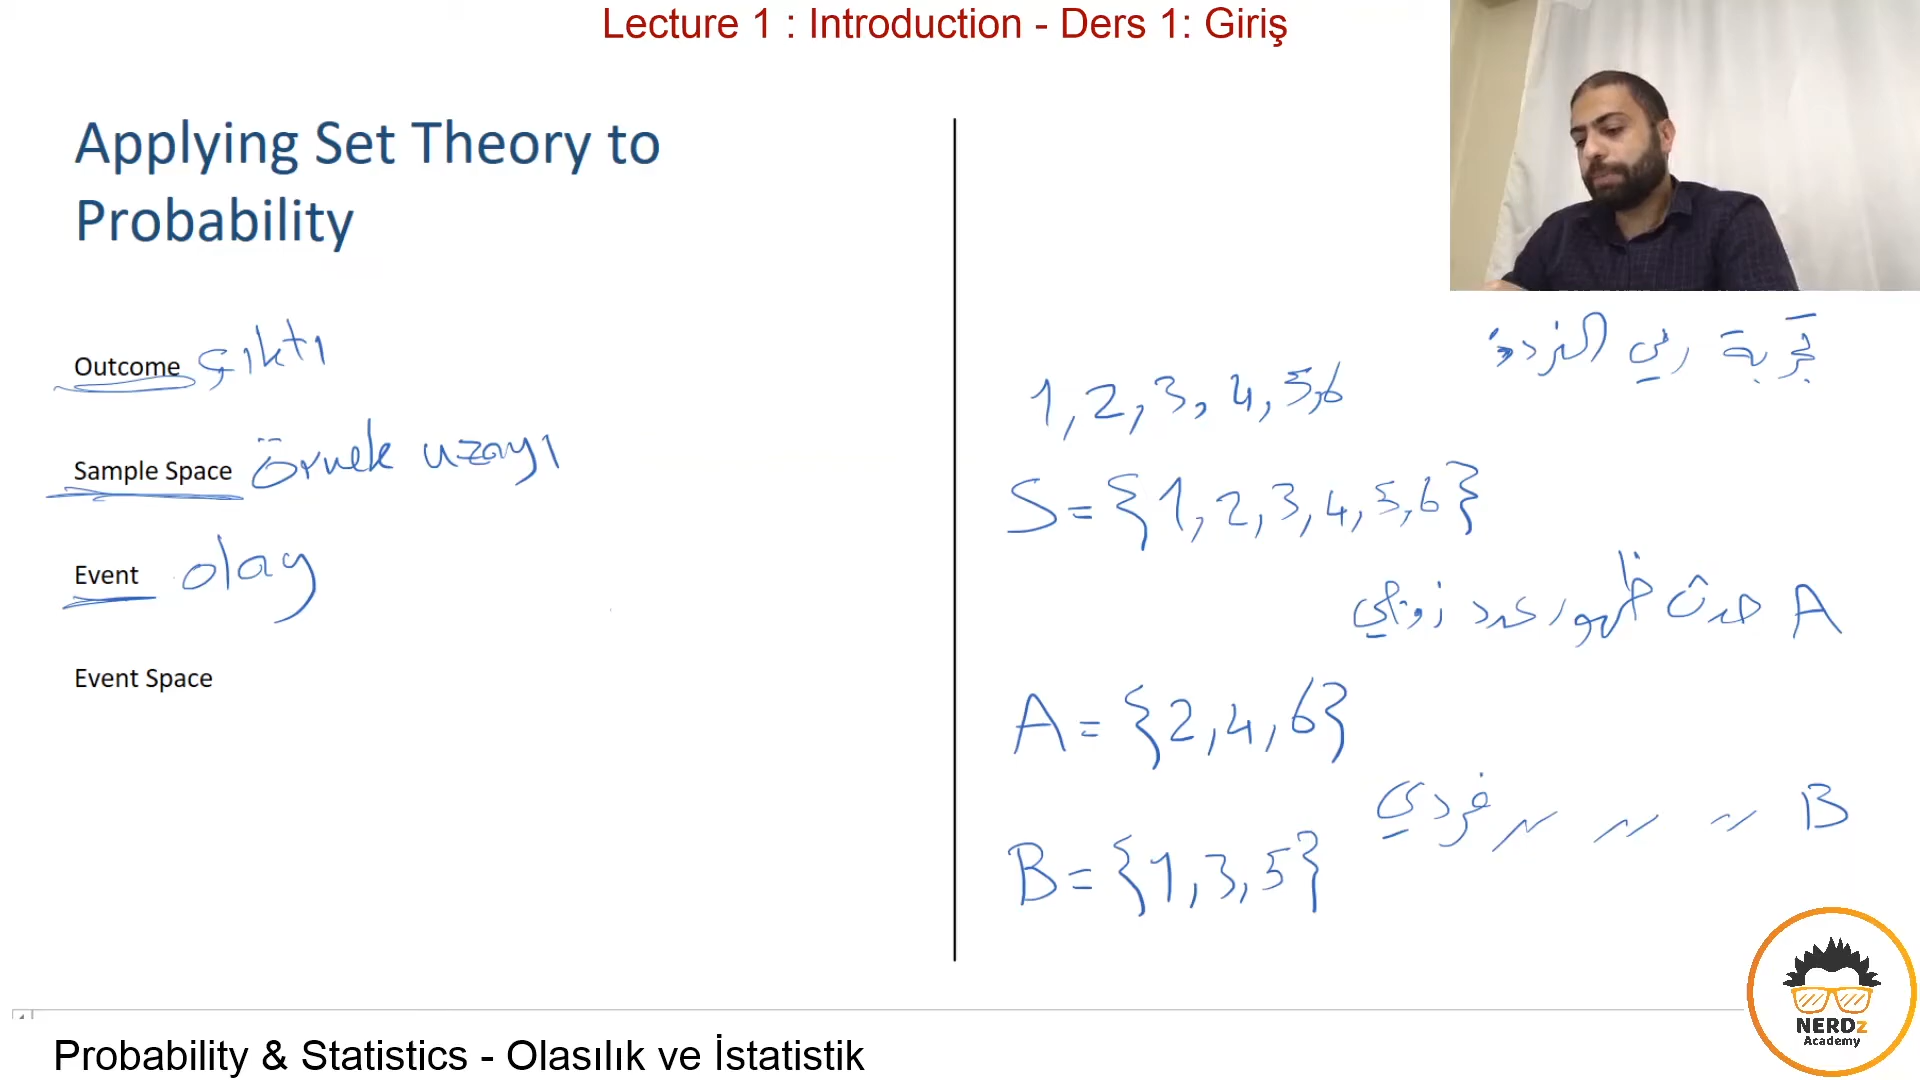 Lecture 1 : Introduction - Ders 1: Giriş
Applying Set Theory to
Probability
Outcome çıktı
Sample Space örnek uzayı
Event olay
Event Space
تجربة رمي النرد
1, 2, 3, 4, 5, 6
S = {1, 2, 3, 4, 5, 6}
A حدث ظهور عدد زوجي
A = {2, 4, 6}
B 〃 〃 〃 فردي
B = {1, 3, 5}
NERDz
Academy
Probability & Statistics - Olasılık ve İstatistik